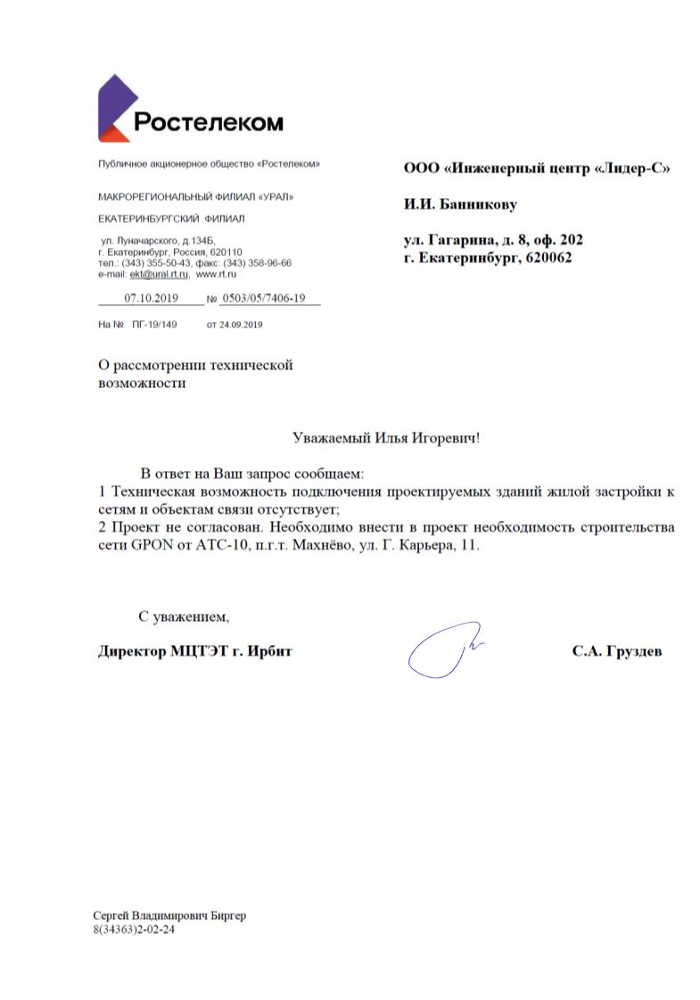 Ростелеком
Публичное акционерное общество «Ростелеком»
МАКРОРЕГИОНАЛЬНЫЙ ФИЛИАЛ «УРАЛ»
ЕКАТЕРИНБУРГСКИЙ ФИЛИАЛ
ул. Луначарского, д.134Б,
г. Екатеринбург, Россия, 620110
тел.: (343) 355-50-43, факс: (343) 358-96-66
e-mail: ekt@ural.rt.ru, www.rt.ru
07.10.2019 № 0503/05/7406-19
На № ПГ-19/149 от 24.09.2019
ООО «Инженерный центр «Лидер-С»
И.И. Банникову
ул. Гагарина, д. 8, оф. 202
г. Екатеринбург, 620062
О рассмотрении технической
возможности
Уважаемый Илья Игоревич!
В ответ на Ваш запрос сообщаем:
1 Техническая возможность подключения проектируемых зданий жилой застройки к
сетям и объектам связи отсутствует;
2 Проект не согласован. Необходимо внести в проект необходимость строительства
сети GPON от АТС-10, п.г.т. Махнёво, ул. Г. Карьера, 11.
С уважением,
Директор МЦТЭТ г. Ирбит С.А. Груздев
Сергей Владимирович Биргер
8(34363)2-02-24